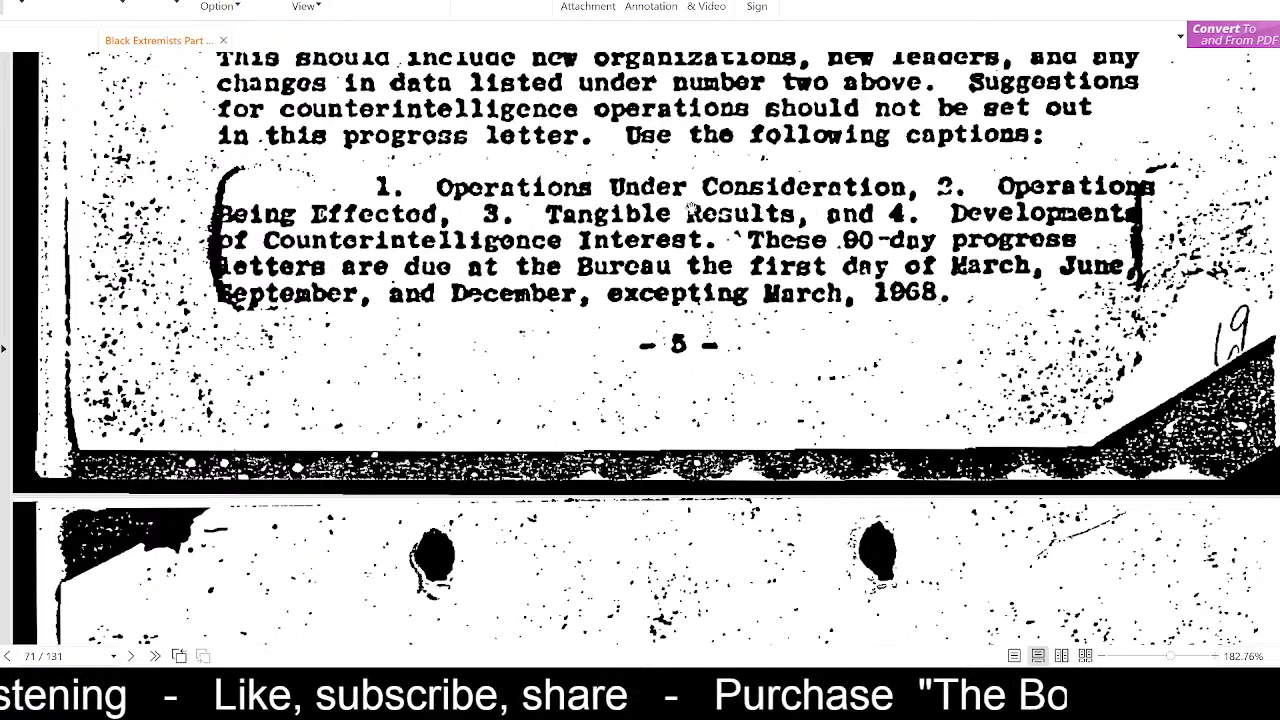 Option View Attachment Annotation & Video Sign
Convert To
and From PDF
Black Extremists Part ...
This should include new organizations, new leaders, and any
changes in data listed under number two above. Suggestions
for counterintelligence operations should not be set out
in this progress letter. Use the following captions:
1. Operations Under Consideration, 2. Operations
Being Effected, 3. Tangible Results, and 4. Developments
of Counterintelligence Interest. These 90-day progress
letters are due at the Bureau the first day of March, June,
September, and December, excepting March, 1968.
- 5 -
19
71 / 131
182.76%
stening - Like, subscribe, share - Purchase "The Bo